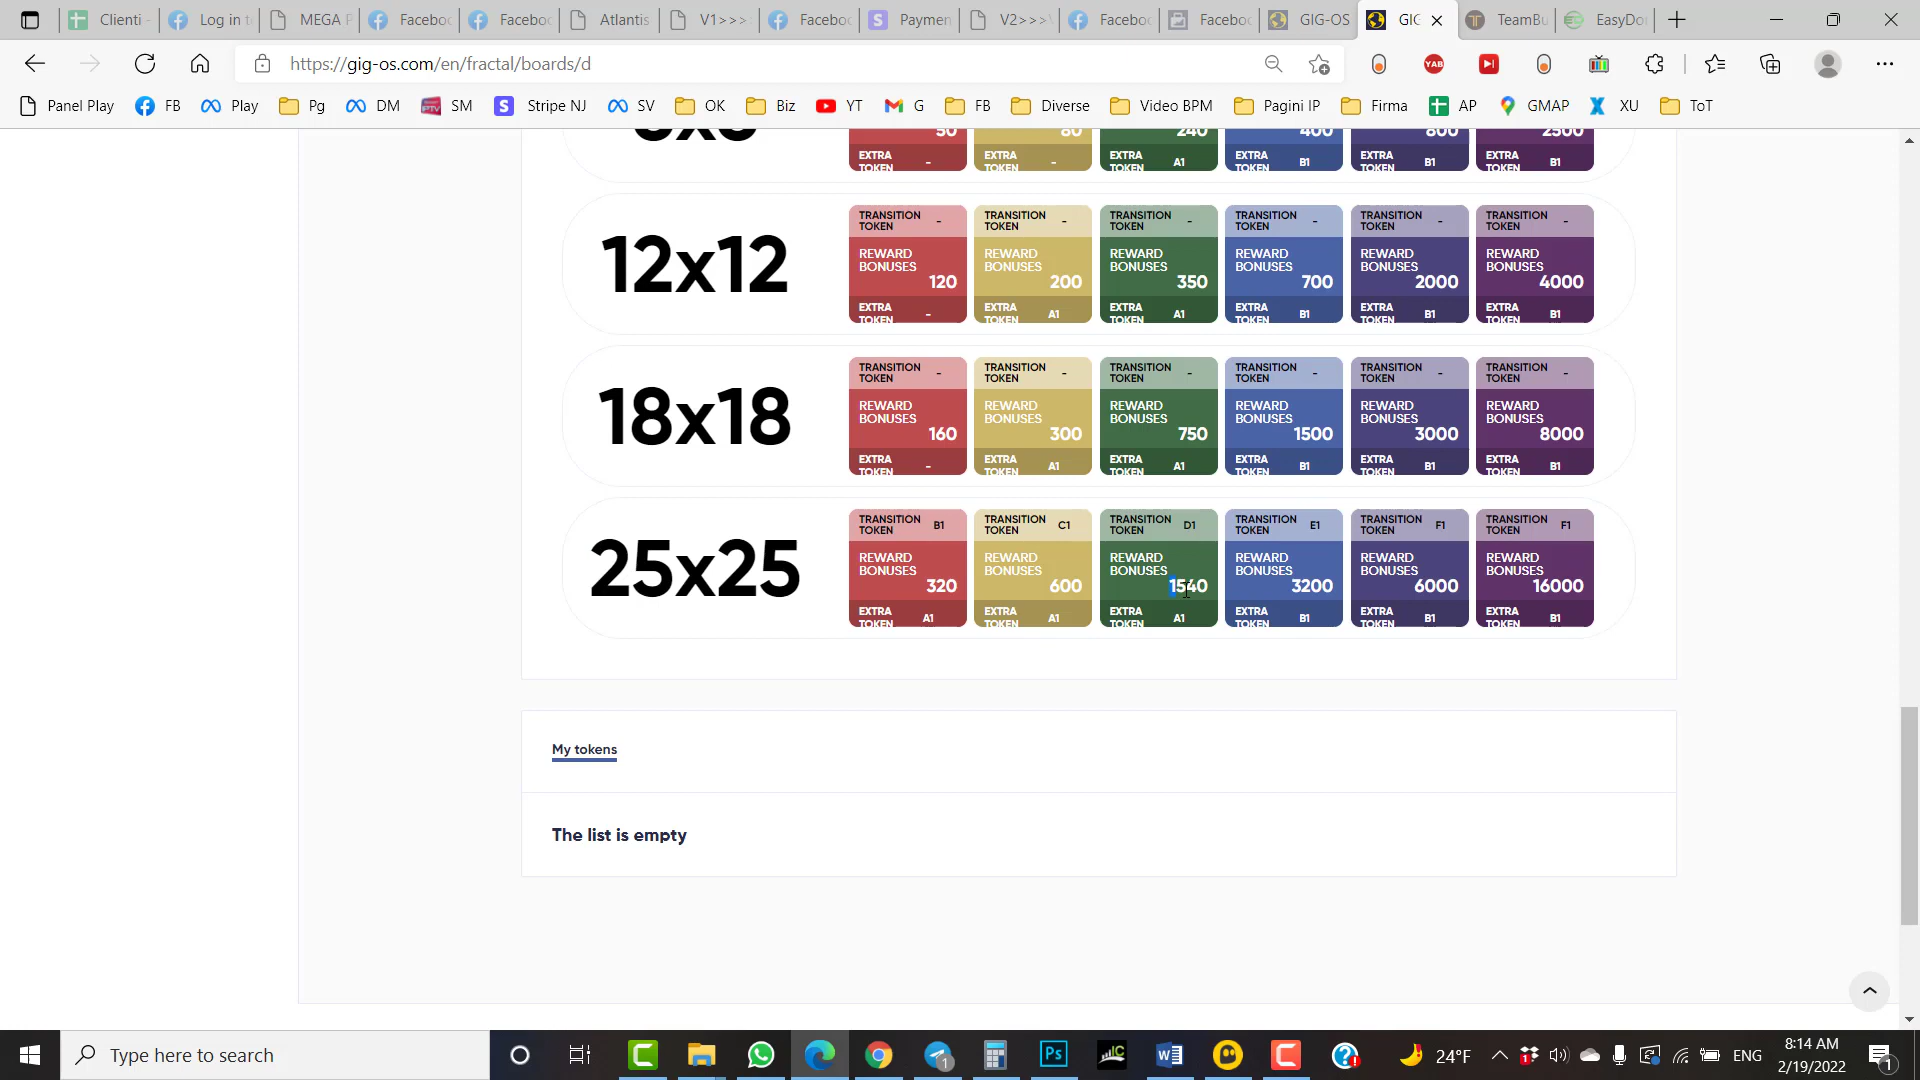 Clienti -
Log in t
MEGA P
Faceboo
Faceboo
Atlantis
V1>>>
Faceboo
Paymen
V2>>>
Faceboo
Faceboo
GIG-OS
GIG
TeamBu
EasyDo
https://gig-os.com/en/fractal/boards/d
YAB
Panel Play
FB
Play
Pg
DM
SM
Stripe NJ
SV
OK
Biz
YT
G
FB
Diverse
Video BPM
Pagini IP
Firma
AP
GMAP
XU
ToT
50 80 240 400 800 2500
EXTRA TOKEN - EXTRA TOKEN - EXTRA TOKEN A1 EXTRA TOKEN B1 EXTRA TOKEN B1 EXTRA TOKEN B1
12x12
TRANSITION TOKEN - TRANSITION TOKEN - TRANSITION TOKEN - TRANSITION TOKEN - TRANSITION TOKEN - TRANSITION TOKEN -
REWARD BONUSES 120 REWARD BONUSES 200 REWARD BONUSES 350 REWARD BONUSES 700 REWARD BONUSES 2000 REWARD BONUSES 4000
EXTRA TOKEN - EXTRA TOKEN A1 EXTRA TOKEN A1 EXTRA TOKEN B1 EXTRA TOKEN B1 EXTRA TOKEN B1
18x18
TRANSITION TOKEN - TRANSITION TOKEN - TRANSITION TOKEN - TRANSITION TOKEN - TRANSITION TOKEN - TRANSITION TOKEN -
REWARD BONUSES 160 REWARD BONUSES 300 REWARD BONUSES 750 REWARD BONUSES 1500 REWARD BONUSES 3000 REWARD BONUSES 8000
EXTRA TOKEN - EXTRA TOKEN A1 EXTRA TOKEN A1 EXTRA TOKEN B1 EXTRA TOKEN B1 EXTRA TOKEN B1
25x25
TRANSITION TOKEN B1 TRANSITION TOKEN C1 TRANSITION TOKEN D1 TRANSITION TOKEN E1 TRANSITION TOKEN F1 TRANSITION TOKEN F1
REWARD BONUSES 320 REWARD BONUSES 600 REWARD BONUSES 1540 REWARD BONUSES 3200 REWARD BONUSES 6000 REWARD BONUSES 16000
EXTRA TOKEN A1 EXTRA TOKEN A1 EXTRA TOKEN A1 EXTRA TOKEN B1 EXTRA TOKEN B1 EXTRA TOKEN B1
My tokens
The list is empty
Type here to search
24°F
ENG
8:14 AM
2/19/2022